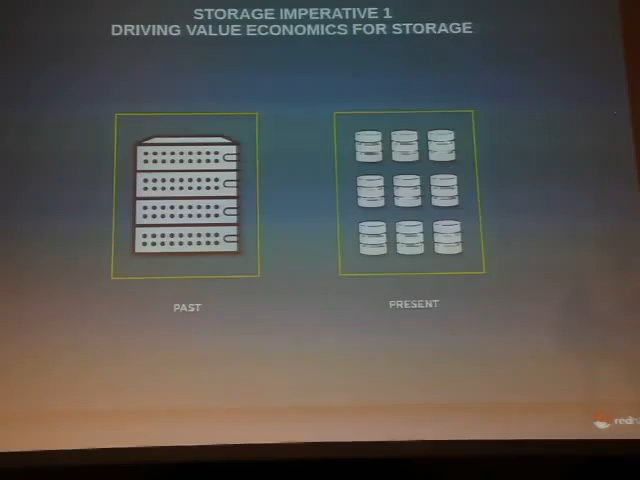 STORAGE IMPERATIVE 1
DRIVING VALUE ECONOMICS FOR STORAGE
PAST
PRESENT